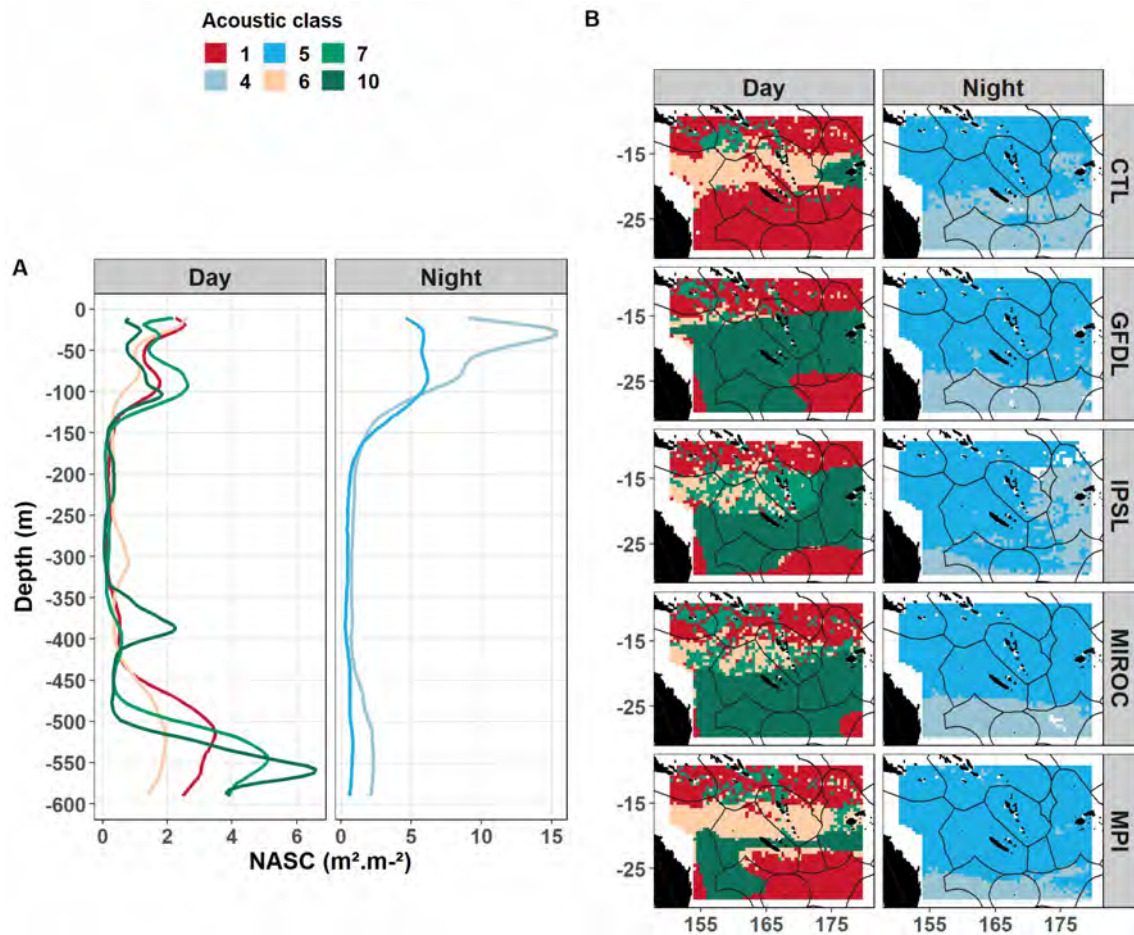 Acoustic class
1 5 7
4 6 10
A
Day Night
0
-50
-100
-150
-200
-250
-300
-350
-400
-450
-500
-550
-600
Depth (m)
0 2 4 6 0 5 10 15
NASC (m².m-²)
B
Day Night
-15
-25
CTL
-15
-25
GFDL
-15
-25
IPSL
-15
-25
MIROC
-15
-25
MPI
155 165 175 155 165 175